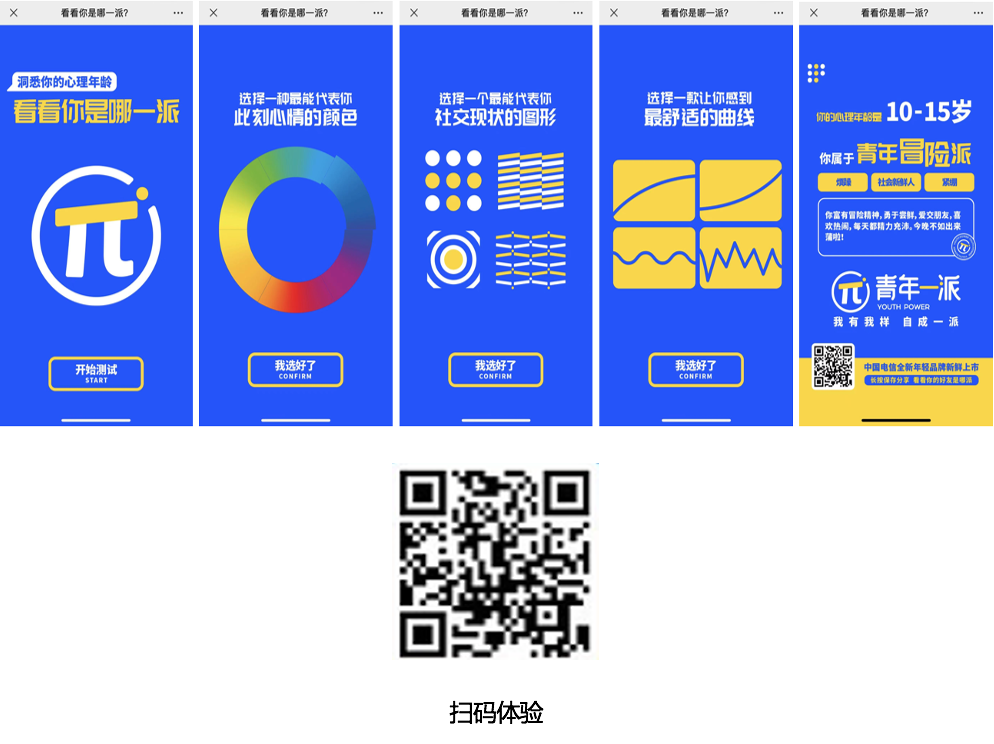 看看你是哪一派?
洞悉你的心理年龄
看看你是哪一派
开始测试
START
看看你是哪一派?
选择一种最能代表你
此刻心情的颜色
我选好了
CONFIRM
看看你是哪一派?
选择一个最能代表你
社交现状的图形
我选好了
CONFIRM
看看你是哪一派?
选择一款让你感到
最舒适的曲线
我选好了
CONFIRM
看看你是哪一派?
你的心理年龄是 10-15岁
你属于青年冒险派
社会新鲜人
你富有冒险精神,勇于尝鲜,爱交朋友,喜
欢热闹,每天都精力充沛,今晚不如出来
蒲啦!
青年一派
YOUTH POWER
我有我样 自成一派
中国电信全新年轻品牌新鲜上市
长按保存分享 看看你的好友是哪派
扫码体验